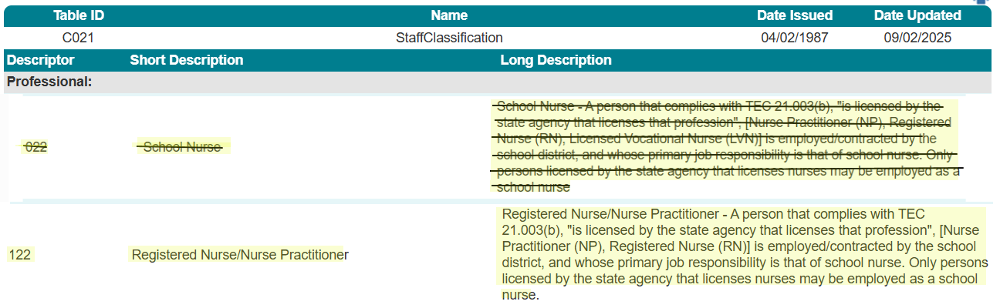 Table ID Name Date Issued Date Updated
C021 StaffClassification 04/02/1987 09/02/2025
Descriptor Short Description Long Description
Professional:
022 School Nurse
School Nurse - A person that complies with TEC 21.003(b), "is licensed by the
state agency that licenses that profession", [Nurse Practitioner (NP), Registered
Nurse (RN), Licensed Vocational Nurse (LVN)] is employed/contracted by the
school district, and whose primary job responsibility is that of school nurse. Only
persons licensed by the state agency that licenses nurses may be employed as a
school nurse
122 Registered Nurse/Nurse Practitioner
Registered Nurse/Nurse Practitioner - A person that complies with TEC
21.003(b), "is licensed by the state agency that licenses that profession", [Nurse
Practitioner (NP), Registered Nurse (RN)] is employed/contracted by the school
district, and whose primary job responsibility is that of school nurse. Only persons
licensed by the state agency that licenses nurses may be employed as a school
nurse.